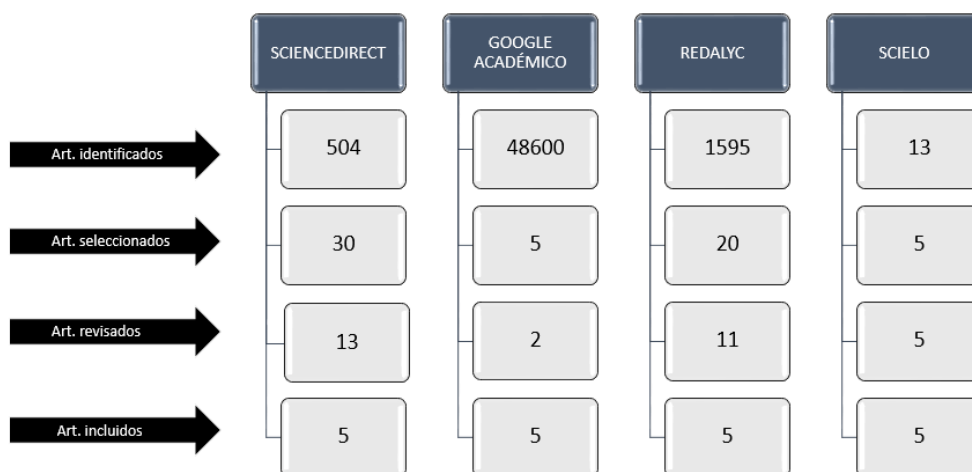 SCIENCEDIRECT
GOOGLE
ACADÉMICO
REDALYC
SCIELO
Art. identificados
504
48600
1595
13
Art. seleccionados
30
5
20
5
Art. revisados
13
2
11
5
Art. incluidos
5
5
5
5